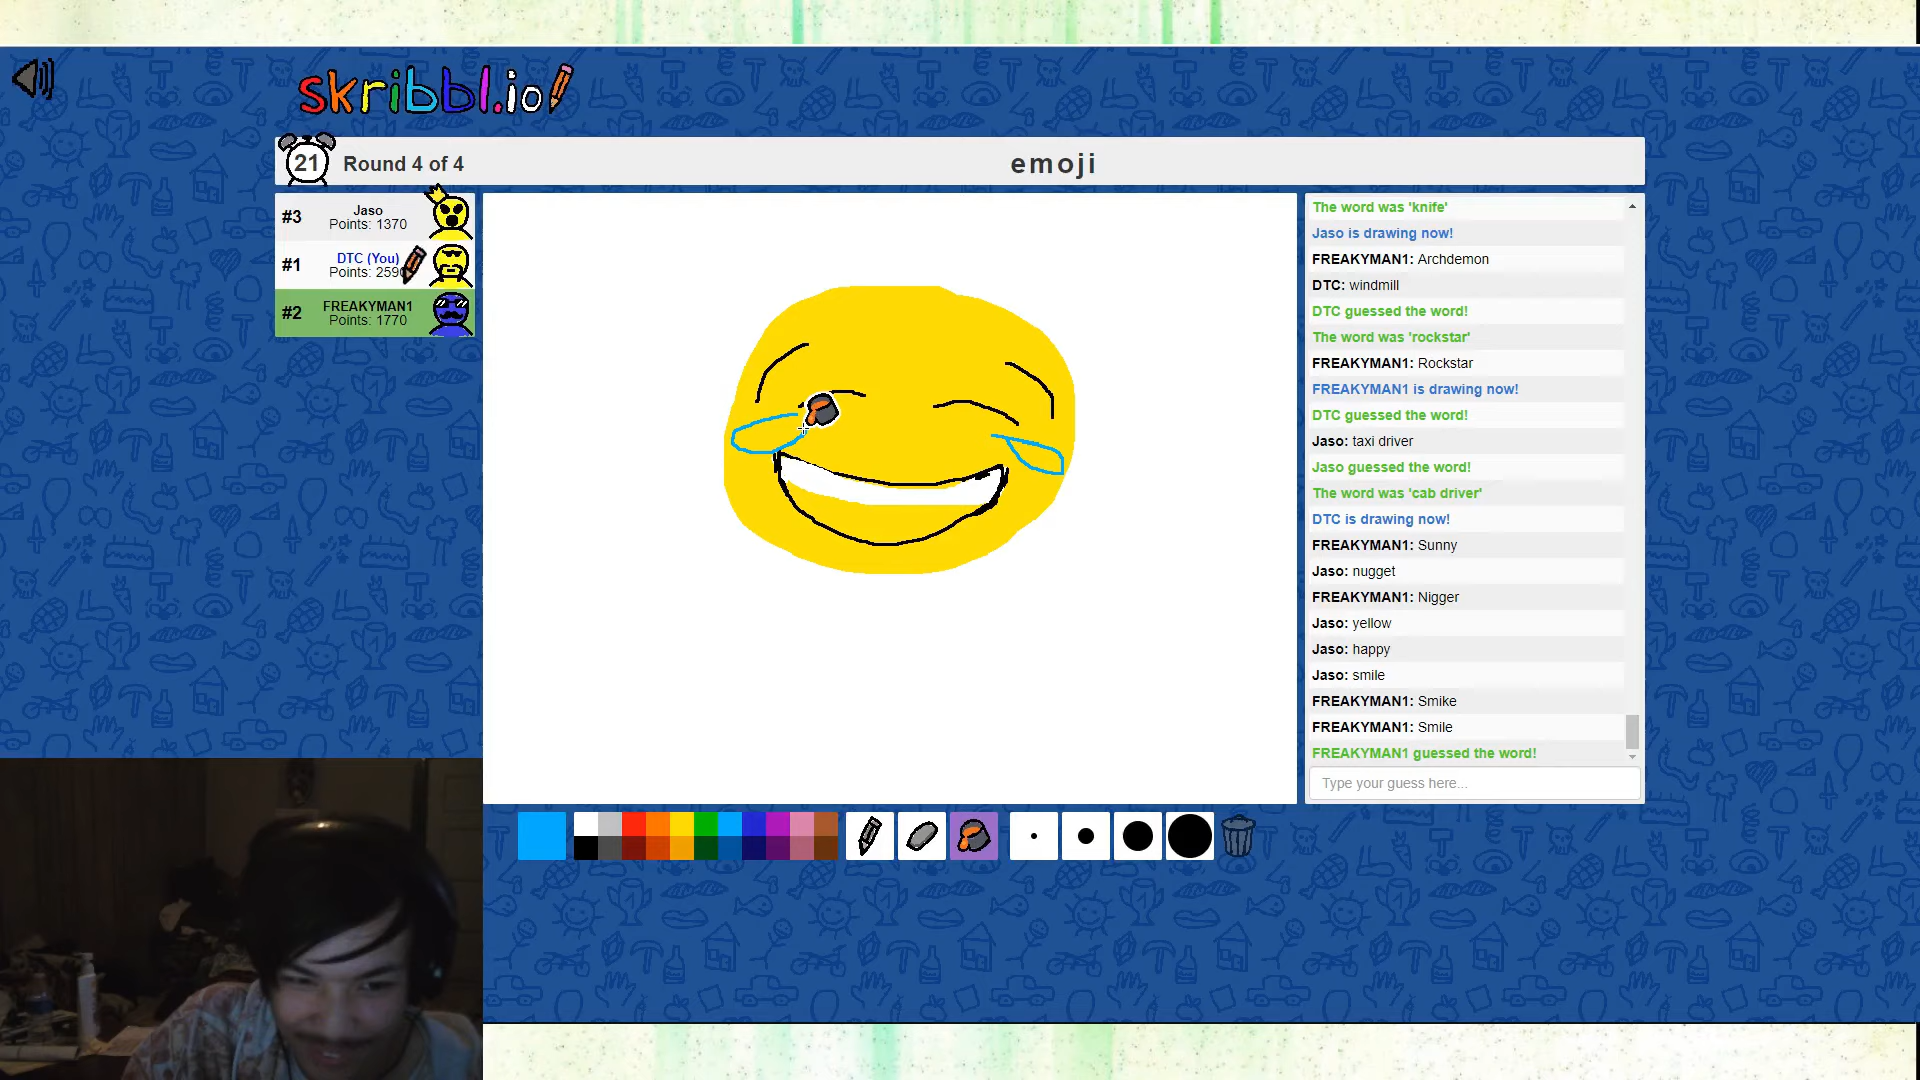 skribbl.io
21
Round 4 of 4
emoji
#3
Jaso
Points: 1370
#1
DTC (You)
Points: 2590
#2
FREAKYMAN1
Points: 1770
The word was 'knife'
Jaso is drawing now!
FREAKYMAN1: Archdemon
DTC: windmill
DTC guessed the word!
The word was 'rockstar'
FREAKYMAN1: Rockstar
FREAKYMAN1 is drawing now!
DTC guessed the word!
Jaso: taxi driver
Jaso guessed the word!
The word was 'cab driver'
DTC is drawing now!
FREAKYMAN1: Sunny
Jaso: nugget
FREAKYMAN1: Nigger
Jaso: yellow
Jaso: happy
Jaso: smile
FREAKYMAN1: Smike
FREAKYMAN1: Smile
FREAKYMAN1 guessed the word!
Type your guess here...